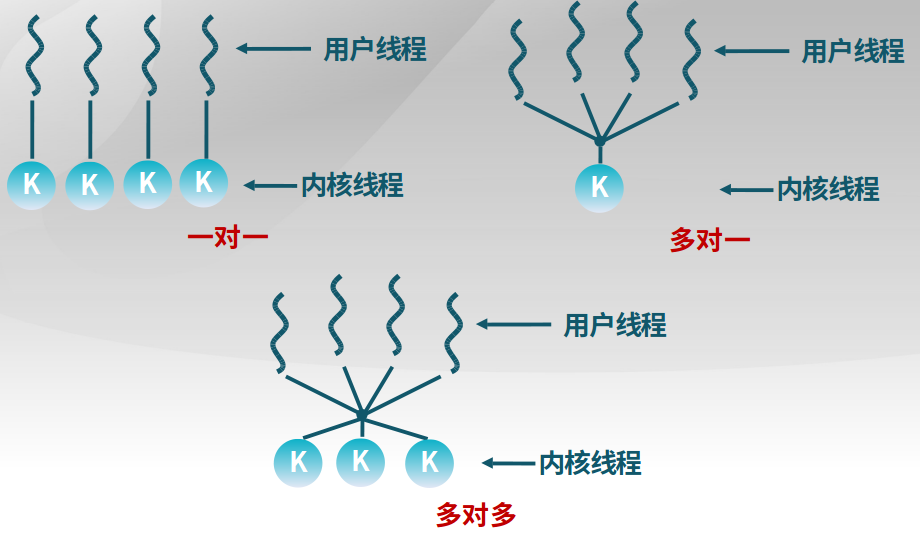 用户线程
K K K K
内核线程
一对一
用户线程
K
内核线程
多对一
用户线程
K K K
内核线程
多对多